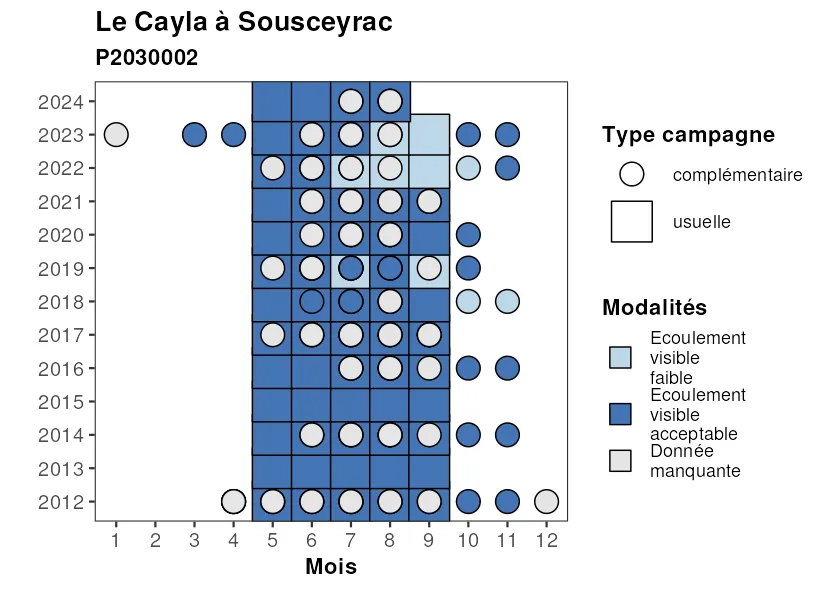 Le Cayla à Sousceyrac
P2030002
2024
2023
2022
2021
2020
2019
2018
2017
2016
2015
2014
2013
2012
1 2 3 4 5 6 7 8 9 10 11 12
Mois
Type campagne
complémentaire
usuelle
Modalités
Ecoulement
visible
faible
Ecoulement
visible
acceptable
Donnée
manquante